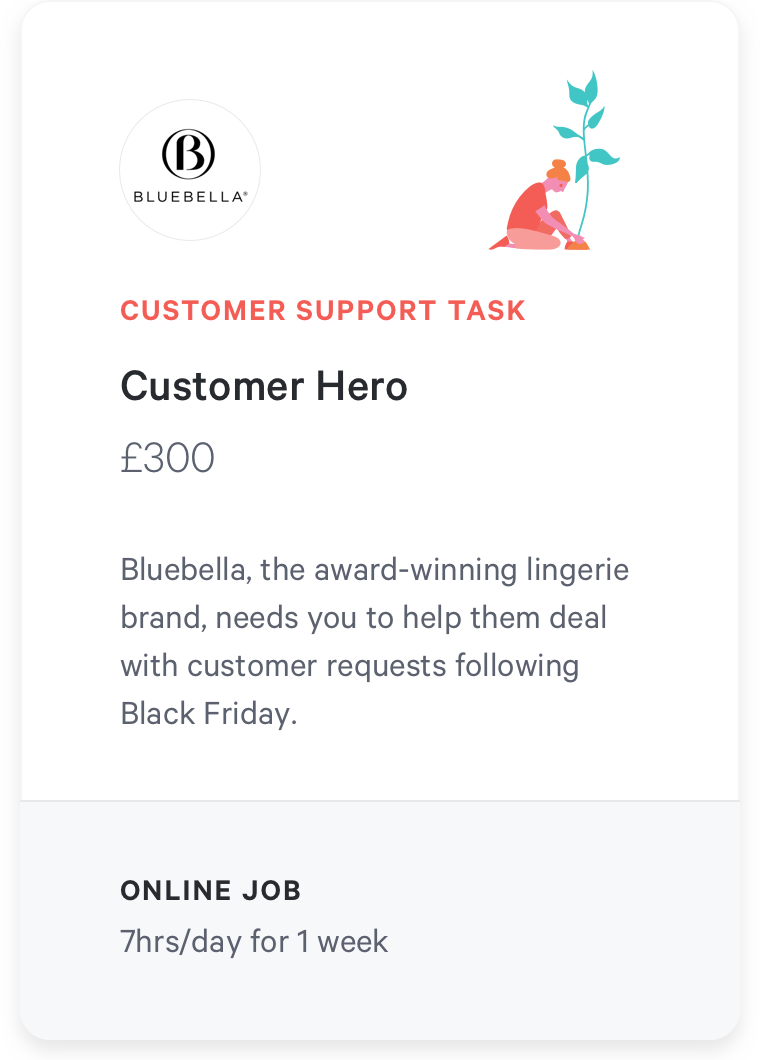 B
BLUEBELLA®
CUSTOMER SUPPORT TASK
Customer Hero
£300
Bluebella, the award-winning lingerie
brand, needs you to help them deal
with customer requests following
Black Friday.
ONLINE JOB
7hrs/day for 1 week